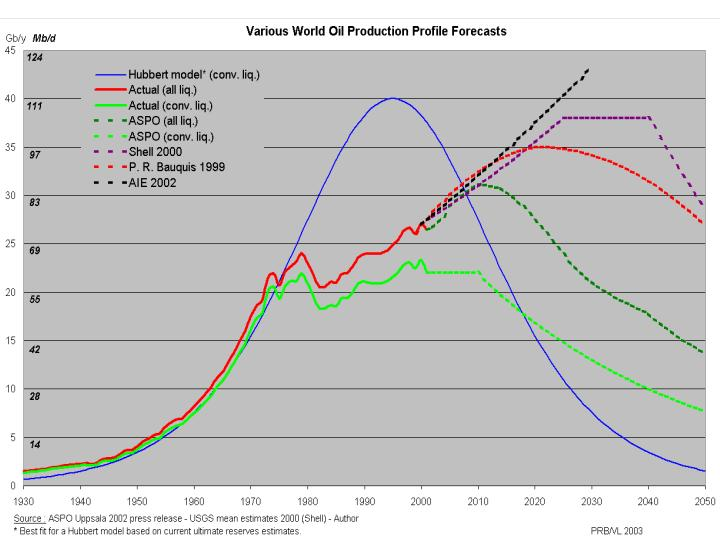 Various World Oil Production Profile Forecasts
Gb/y Mb/d
45
124
Hubbert model* (conv. liq.)
Actual (all liq.)
40
111
Actual (conv. liq.)
ASPO (all liq.)
ASPO (conv. liq.)
35
97
Shell 2000
P. R. Bauquis 1999
AIE 2002
30
83
25
69
20
55
15
42
10
28
5
14
0
1930 1940 1950 1960 1970 1980 1990 2000 2010 2020 2030 2040 2050
Source : ASPO Uppsala 2002 press release - USGS mean estimates 2000 (Shell) - Author
* Best fit for a Hubbert model based on current ultimate reserves estimates. PRB/VL 2003